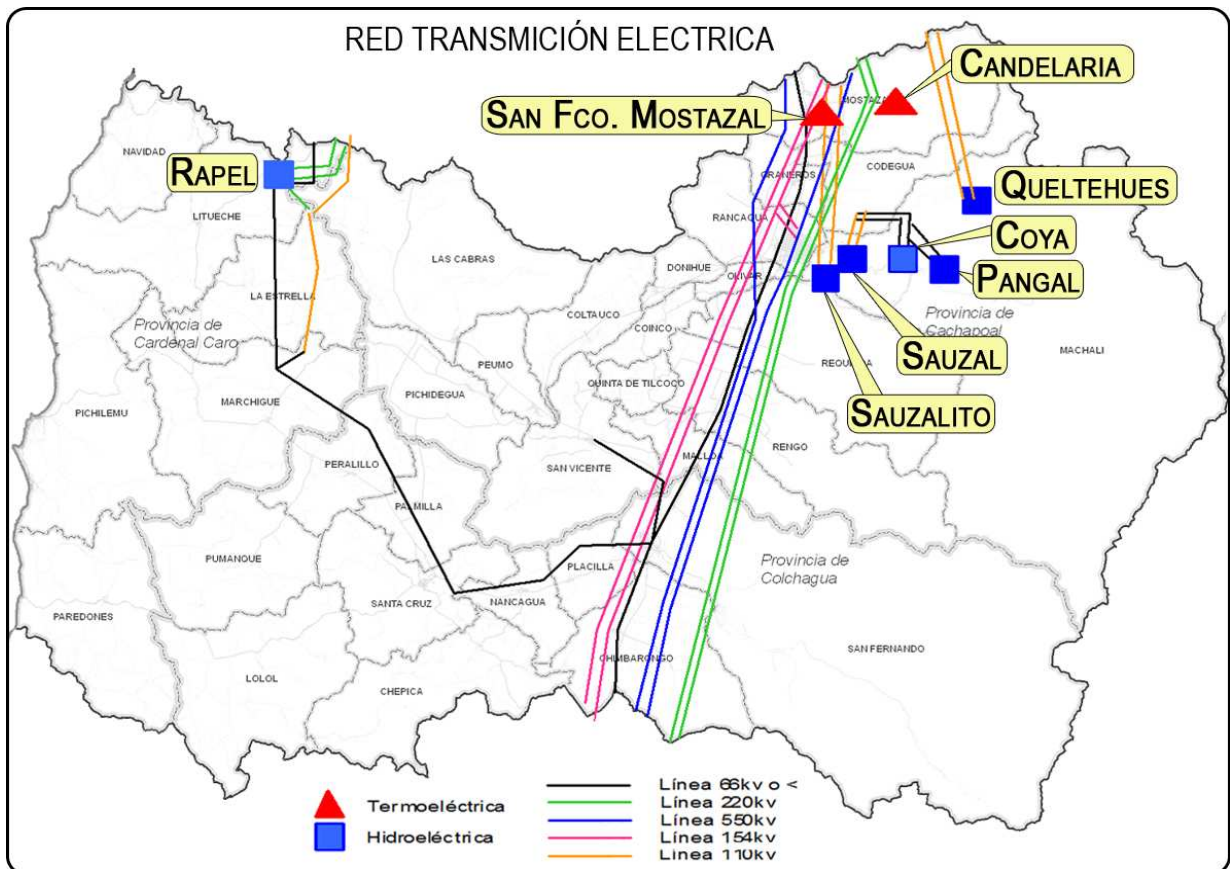 RED TRANSMICIÓN ELECTRICA
CANDELARIA
SAN FCO. MOSTAZAL
MOSTAZAL
NAVIDAD
RAPEL
CODEGUA
GRANEROS
QUELTEHUES
LITUECHE
RANCAGUA
COYA
LAS CABRAS
DONIHUE
OLIVAR
PANGAL
LA ESTRELLA
COLTAUCO
Provincia de
Cardenal Caro
COINCO
Provincia de
Cachapoal
MACHALI
SAUZAL
PEUMO
REQUINOA
QUINTA DE TILCOCO
MARCHIGUE
PICHIDEGUA
SAUZALITO
PICHILEMU
RENGO
MALLOA
PERALILLO
SAN VICENTE
PALMILLA
PUMANQUE
PLACILLA
Provincia de
Colchagua
SANTA CRUZ
NANCAGUA
PAREDONES
SAN FERNANDO
CHIMBARONGO
LOLOL
CHEPICA
Termoeléctrica
Hidroeléctrica
Línea 66kv o <
Línea 220kv
Línea 550kv
Línea 154kv
Línea 110kv